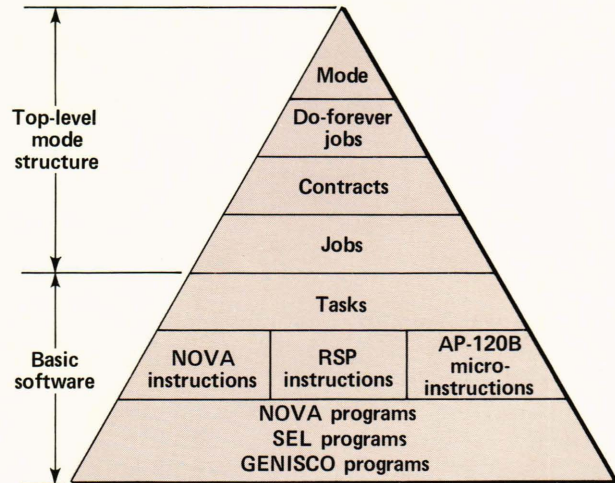 Mode
Do-forever
jobs
Top-level
mode
structure
Contracts
Jobs
Tasks
Basic
software
NOVA
instructions
RSP
instructions
AP-120B
micro-
instructions
NOVA programs
SEL programs
GENISCO programs